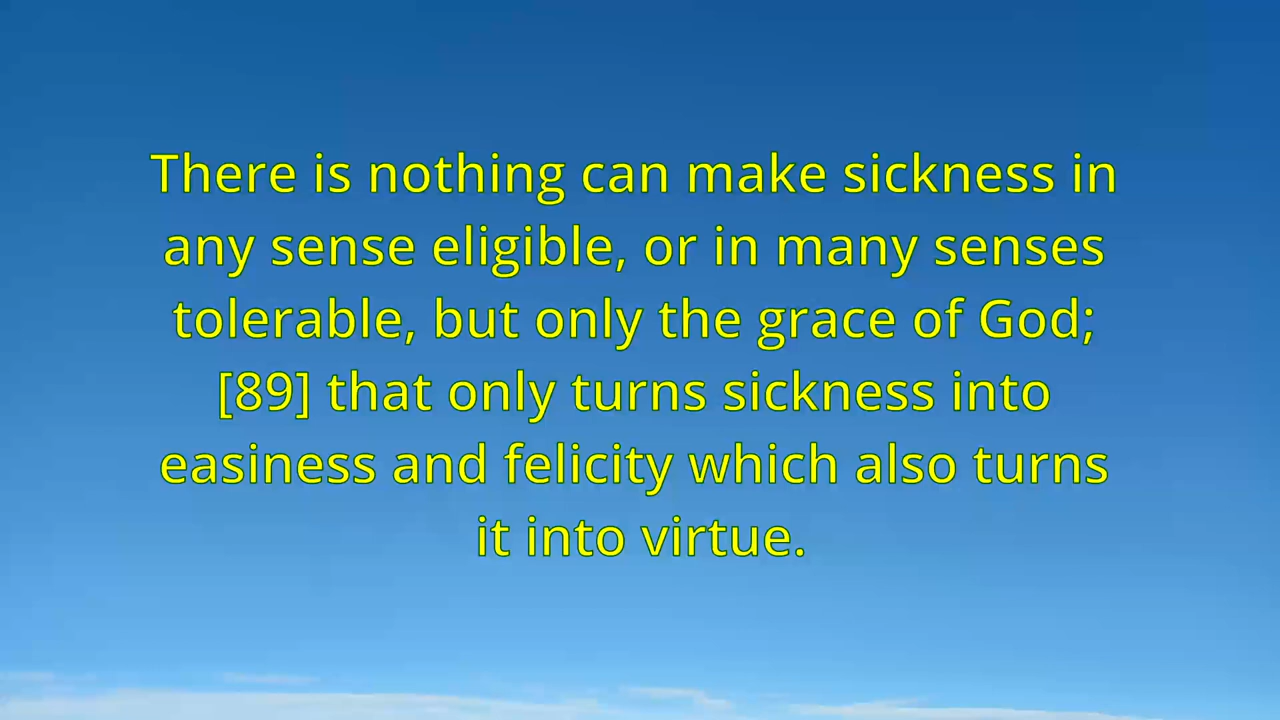 There is nothing can make sickness in
any sense eligible, or in many senses
tolerable, but only the grace of God;
[89] that only turns sickness into
easiness and felicity which also turns
it into virtue.